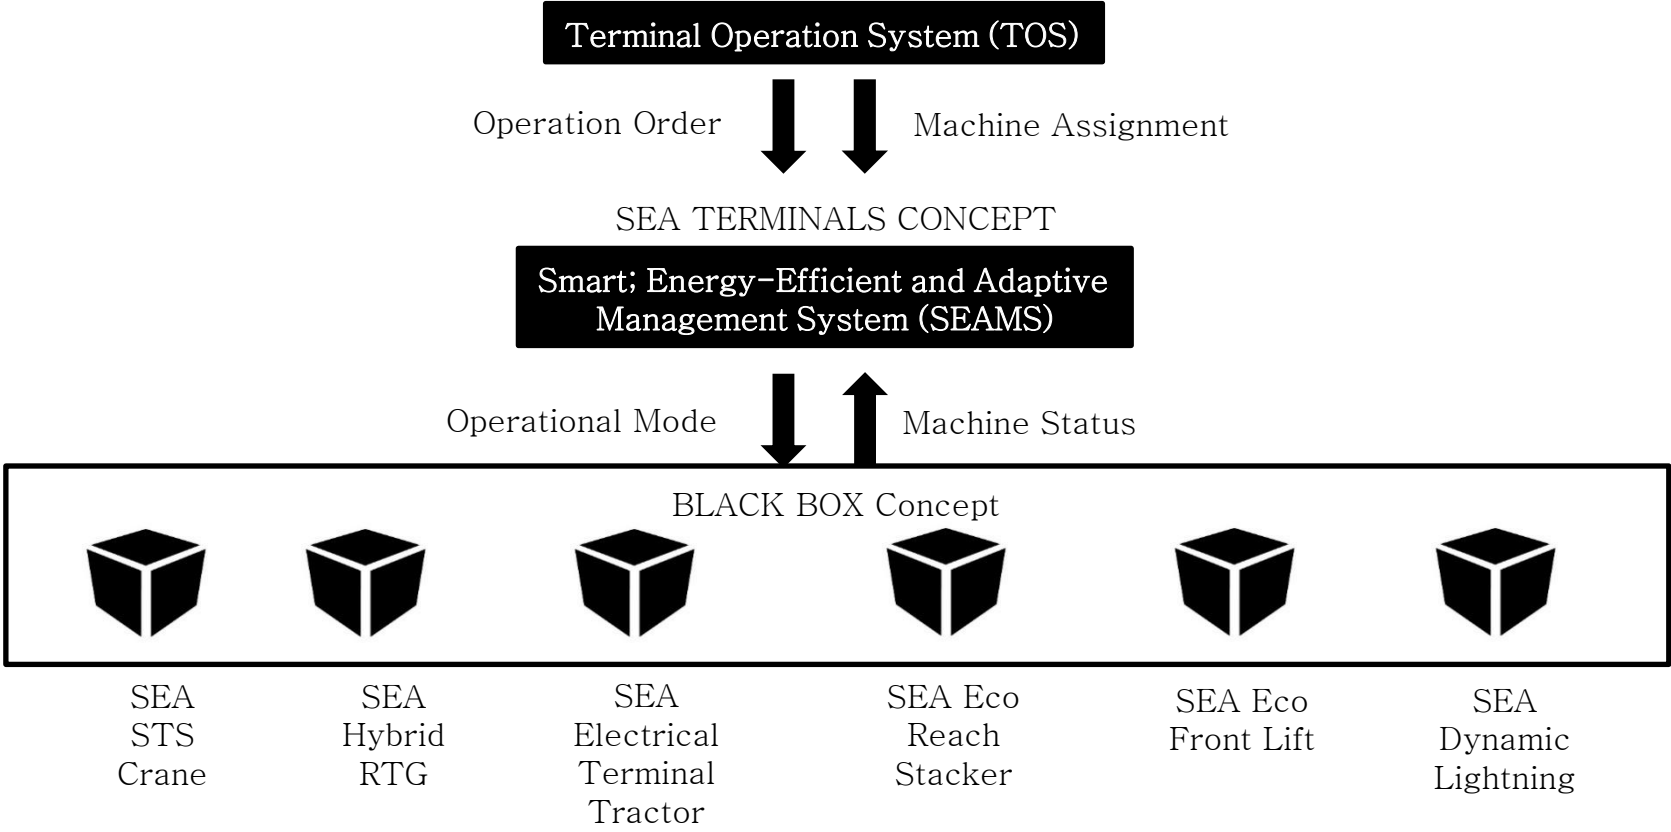 Terminal Operation System (TOS)
Operation Order
Machine Assignment
SEA TERMINALS CONCEPT
Smart; Energy-Efficient and Adaptive
Management System (SEAMS)
Operational Mode
Machine Status
BLACK BOX Concept
SEA
STS
Crane
SEA
Hybrid
RTG
SEA
Electrical
Terminal
Tractor
SEA Eco
Reach
Stacker
SEA Eco
Front Lift
SEA
Dynamic
Lightning